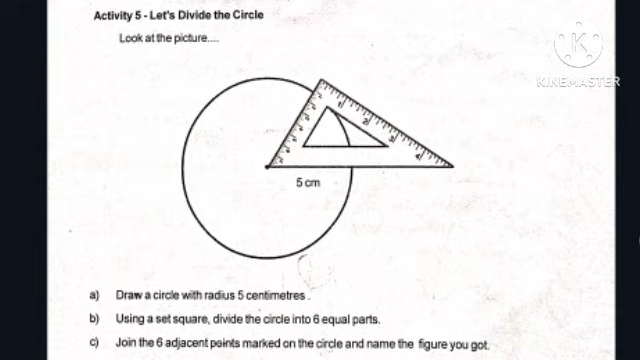 Activity 5 - Let's Divide the Circle
Look at the picture....
KINEMASTER
5 cm
a) Draw a circle with radius 5 centimetres .
b) Using a set square, divide the circle into 6 equal parts.
c) Join the 6 adjacent points marked on the circle and name the figure you got.